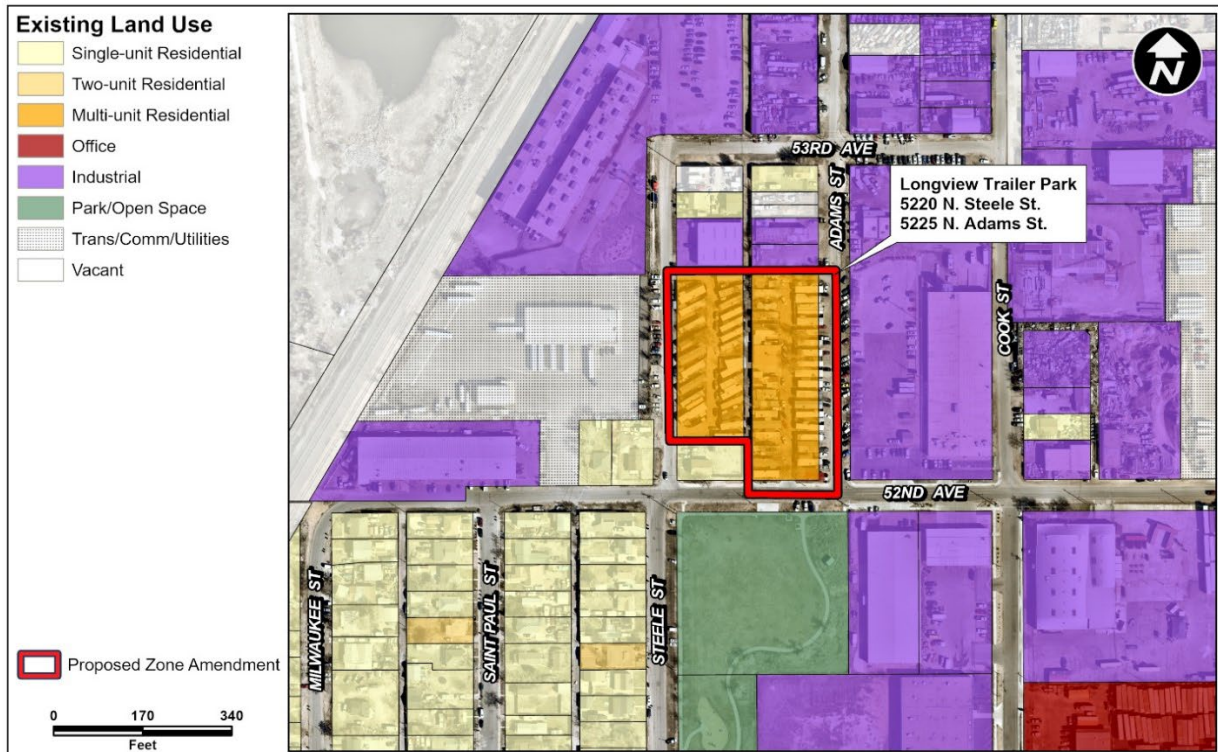 Existing Land Use
Single-unit Residential
Two-unit Residential
Multi-unit Residential
Office
Industrial
Park/Open Space
Trans/Comm/Utilities
Vacant
Proposed Zone Amendment
0 170 340
Feet
N
53RD AVE
ADAMS ST
Longview Trailer Park
5220 N. Steele St.
5225 N. Adams St.
COOK ST
52ND AVE
MILWAUKEE ST
SAINT PAUL ST
STEELE ST